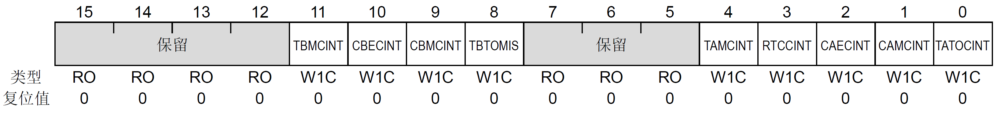 15 14 13 12 11 10 9 8 7 6 5 4 3 2 1 0
保留 TBMCINT CBECINT CBMCINT TBTOMIS 保留 TAMCINT RTCCINT CAECINT CAMCINT TATOCINT
类型 RO RO RO RO W1C W1C W1C W1C RO RO RO W1C W1C W1C W1C W1C
复位值 0 0 0 0 0 0 0 0 0 0 0 0 0 0 0 0